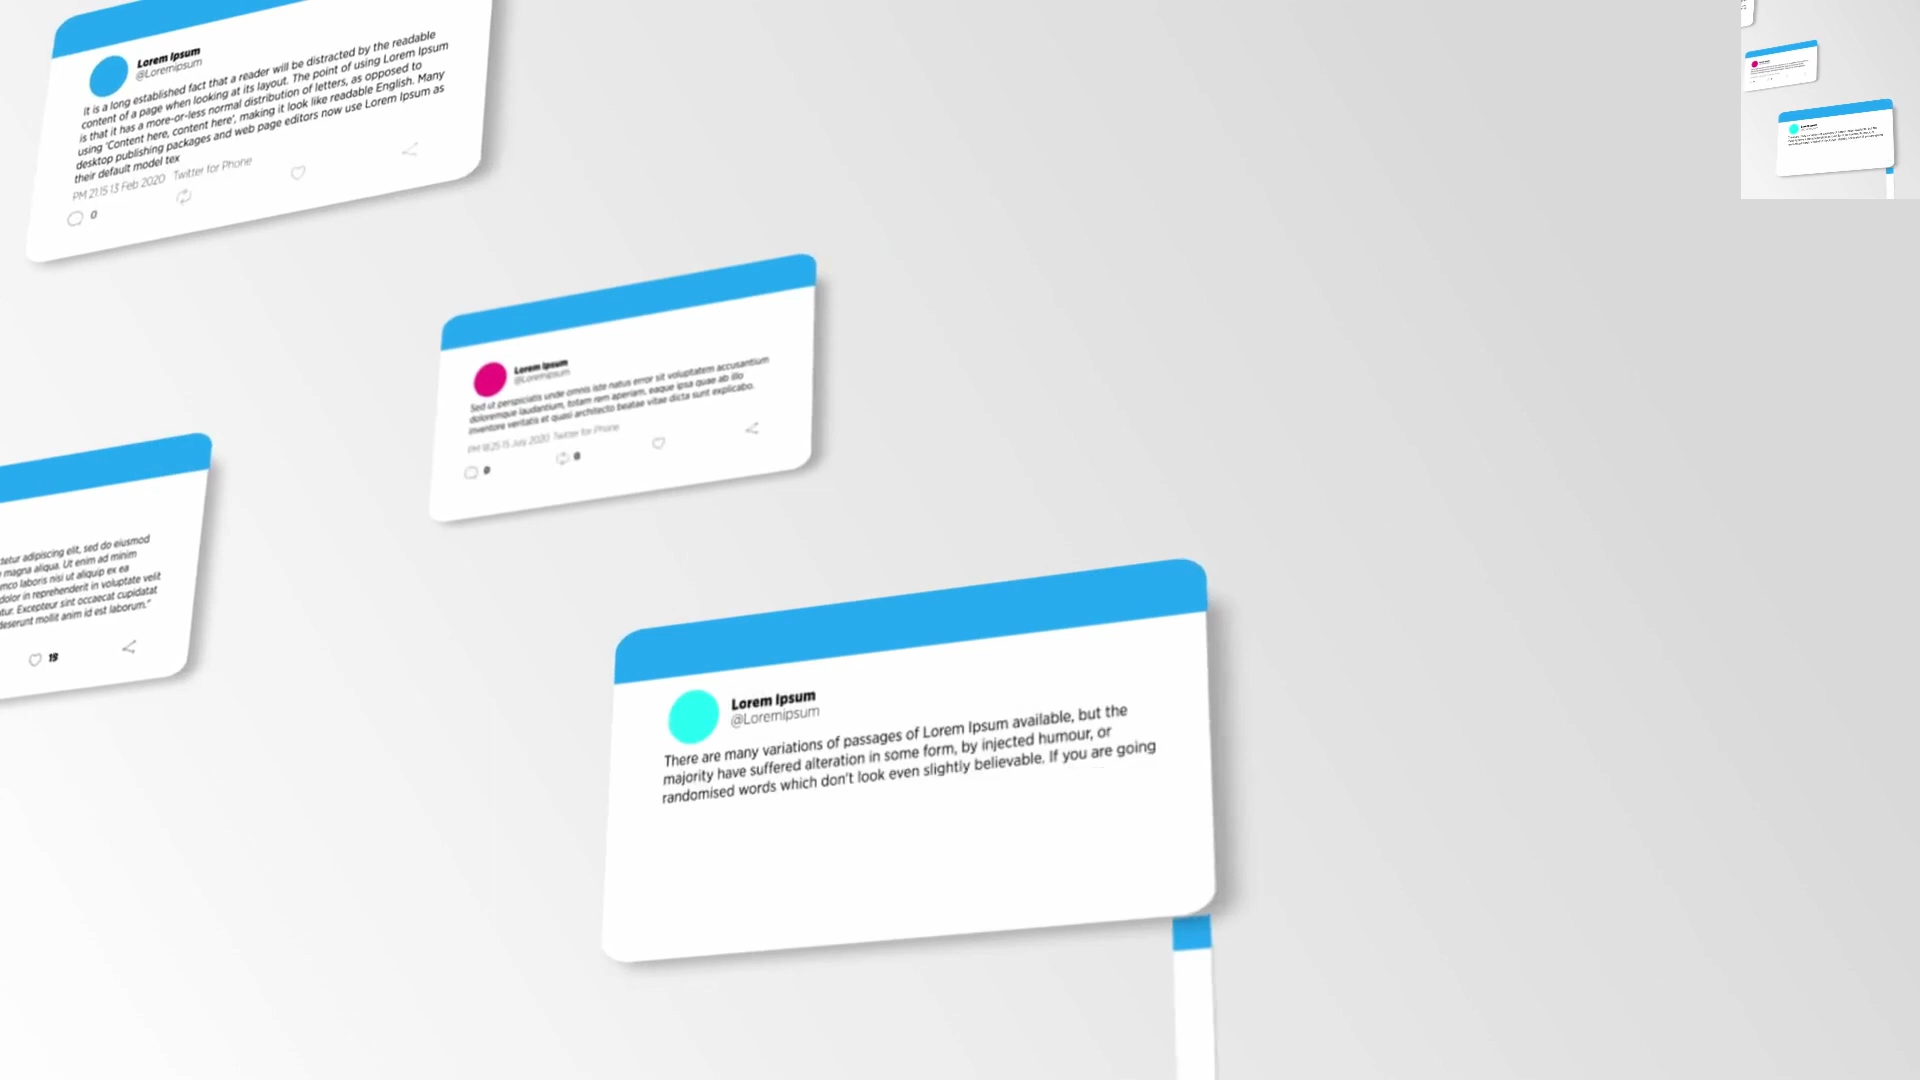 Lorem Ipsum
@Loremipsum
It is a long established fact that a reader will be distracted by the readable
content of a page when looking at its layout. The point of using Lorem Ipsum
is that it has a more-or-less normal distribution of letters, as opposed to
using 'Content here, content here', making it look like readable English. Many
desktop publishing packages and web page editors now use Lorem Ipsum as
their default model tex
PM 21.15 13 Feb 2020 Twitter for Phone
0
Lorem Ipsum
@Loremipsum
Sed ut perspiciatis unde omnis iste natus error sit voluptatem accusantium
doloremque laudantium, totam rem aperiam, eaque ipsa quae ab illo
inventore veritatis et quasi architecto beatae vitae dicta sunt explicabo.
PM 18.25 15 July 2020 Twitter for Phone
0 0
tetur adipiscing elit, sed do eiusmod
magna aliqua. Ut enim ad minim
mco laboris nisi ut aliquip ex ea
dolor in reprehenderit in voluptate velit
tur. Excepteur sint occaecat cupidatat
deserunt mollit anim id est laborum."
19
Lorem Ipsum
@Loremipsum
There are many variations of passages of Lorem Ipsum available, but the
majority have suffered alteration in some form, by injected humour, or
randomised words which don't look even slightly believable. If you are going